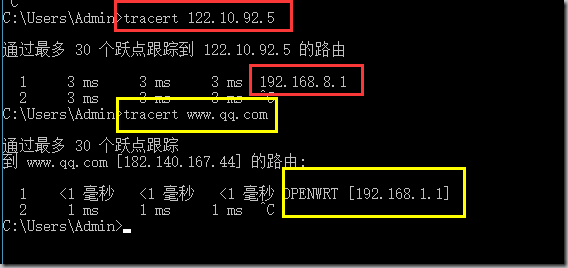 C:\Users\Admin>tracert 122.10.92.5
通过最多 30 个跃点跟踪到 122.10.92.5 的路由
1 3 ms 3 ms 3 ms 192.168.8.1
2 3 ms 3 ms 3 ms ^C
C:\Users\Admin>tracert www.qq.com
通过最多 30 个跃点跟踪
到 www.qq.com [182.140.167.44] 的路由:
1 <1 毫秒 <1 毫秒 <1 毫秒 OPENWRT [192.168.1.1]
2 1 ms 1 ms 1 ms ^C
C:\Users\Admin>